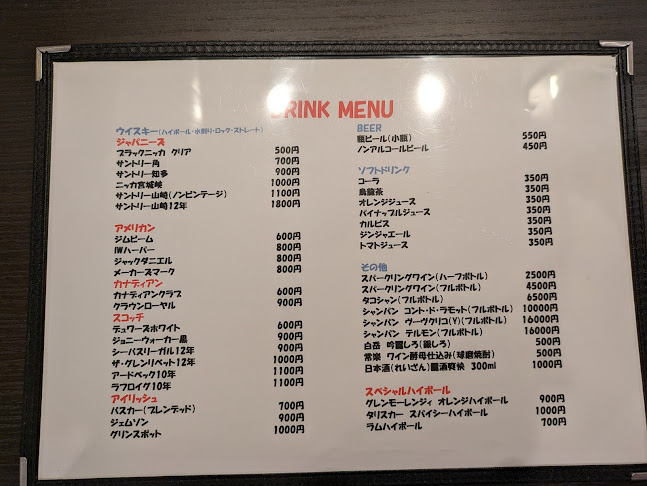 DRINK MENU
ウイスキー(ハイボール・水割り・ロック・ストレート)
ジャパニーズ
ブラックニッカ クリア 500円
サントリー角 700円
サントリー知多 900円
ニッカ宮城峡 1000円
サントリー山崎(ノンビンテージ) 1100円
サントリー山崎12年 1800円
アメリカン
ジムビーム 600円
IWハーパー 800円
ジャックダニエル 800円
メーカーズマーク 800円
カナディアン
カナディアンクラブ 600円
クラウンローヤル 900円
スコッチ
デュワーズホワイト 600円
ジョニーウォーカー黒 900円
シーバスリーガル12年 900円
ザ・グレンリベット12年 1000円
アードベック10年 1100円
ラフロイグ10年 1100円
アイリッシュ
バスカー(ブレンデッド) 700円
ジェムソン 900円
グリンスポット 1000円
BEER
瓶ビール(小瓶) 550円
ノンアルコールビール 450円
ソフトドリンク
コーラ 350円
烏龍茶 350円
オレンジジュース 350円
パイナップルジュース 350円
カルピス 350円
ジンジャエール 350円
トマトジュース 350円
その他
スパークリングワイン(ハーフボトル) 2500円
スパークリングワイン(フルボトル) 4500円
タコシャン(フルボトル) 6500円
シャンパン コント・ド・ラモット(フルボトル) 10000円
シャンパン ヴーヴクリコ(Y)(フルボトル) 16000円
シャンパン テルモン(フルボトル) 16000円
白岳 吟麗しろ(銀しろ) 500円
常楽 ワイン酵母仕込み(球磨焼酎) 500円
日本酒(れいざん) 爽快 300ml 1000円
スペシャルハイボール
グレンモーレンジィ オレンジハイボール 900円
タリスカー スパイシーハイボール 1000円
ラムハイボール 700円